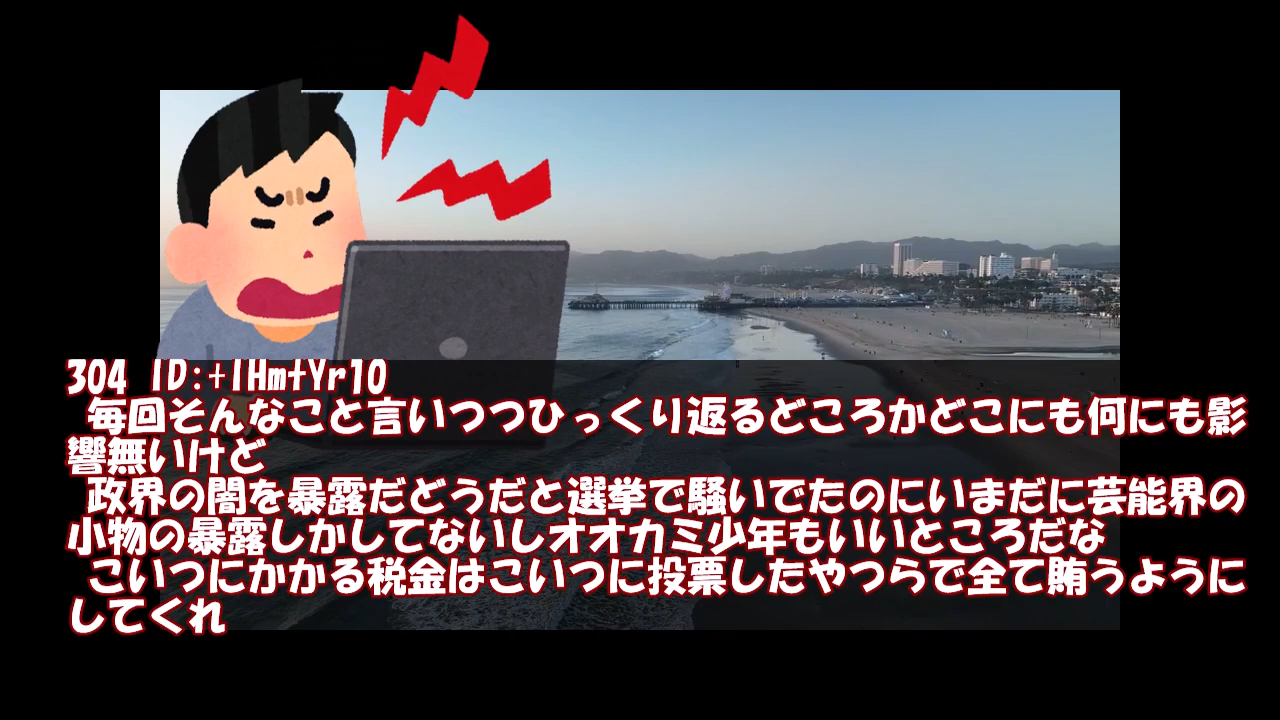 304 ID:+IHmtYr10
毎回そんなこと言いつつひっくり返るどころかどこにも何にも影
響無いけど
政界の闇を暴露だどうだと選挙で騒いでたのにいまだに芸能界の
小物の暴露しかしてないしオオカミ少年もいいところだな
こいつにかかる税金はこいつに投票したやつらで全て賄うように
してくれ